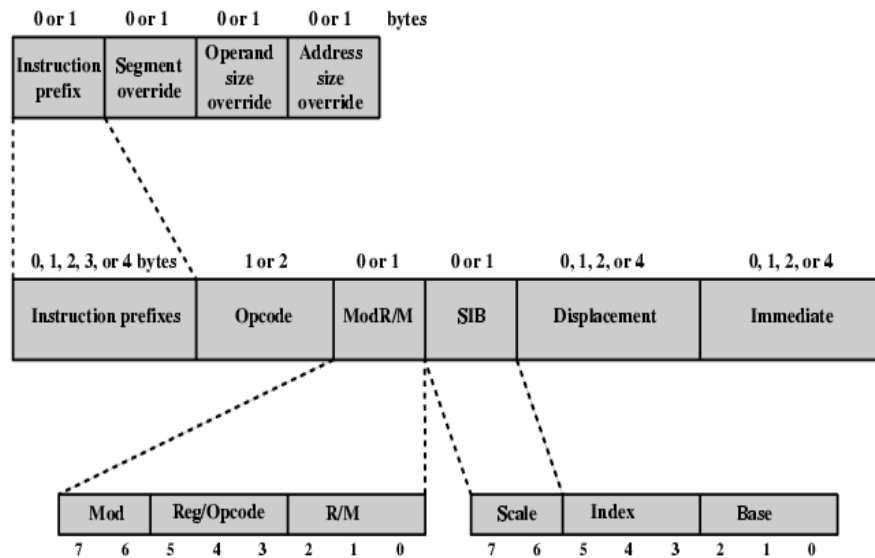 0 or 1 0 or 1 0 or 1 0 or 1 bytes
Instruction prefix
Segment override
Operand size override
Address size override
0, 1, 2, 3, or 4 bytes 1 or 2 0 or 1 0 or 1 0, 1, 2, or 4 0, 1, 2, or 4
Instruction prefixes Opcode ModR/M SIB Displacement Immediate
Mod Reg/Opcode R/M Scale Index Base
7 6 5 4 3 2 1 0 7 6 5 4 3 2 1 0